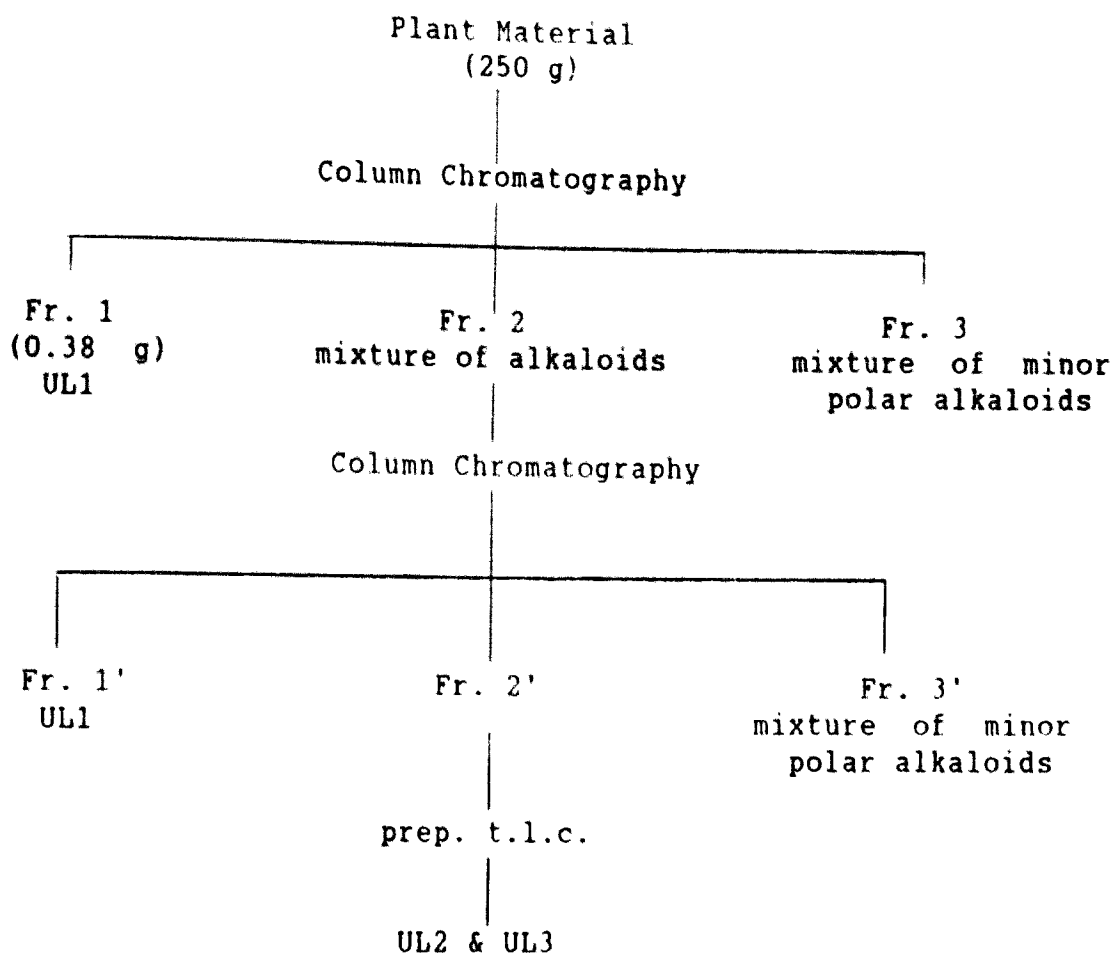 Plant Material
(250 g)
Column Chromatography
Fr. 1
(0.38 g)
UL1
Fr. 2
mixture of alkaloids
Fr. 3
mixture of minor
polar alkaloids
Column Chromatography
Fr. 1'
UL1
Fr. 2'
Fr. 3'
mixture of minor
polar alkaloids
prep. t.l.c.
UL2 & UL3